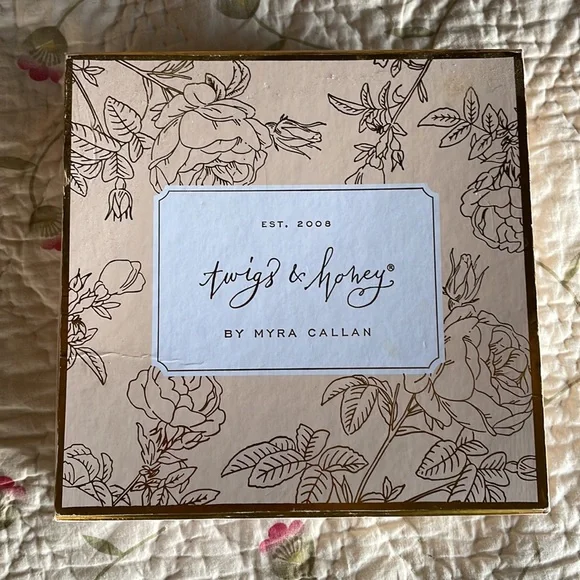 EST. 2008
twigs & honey®
BY MYRA CALLAN